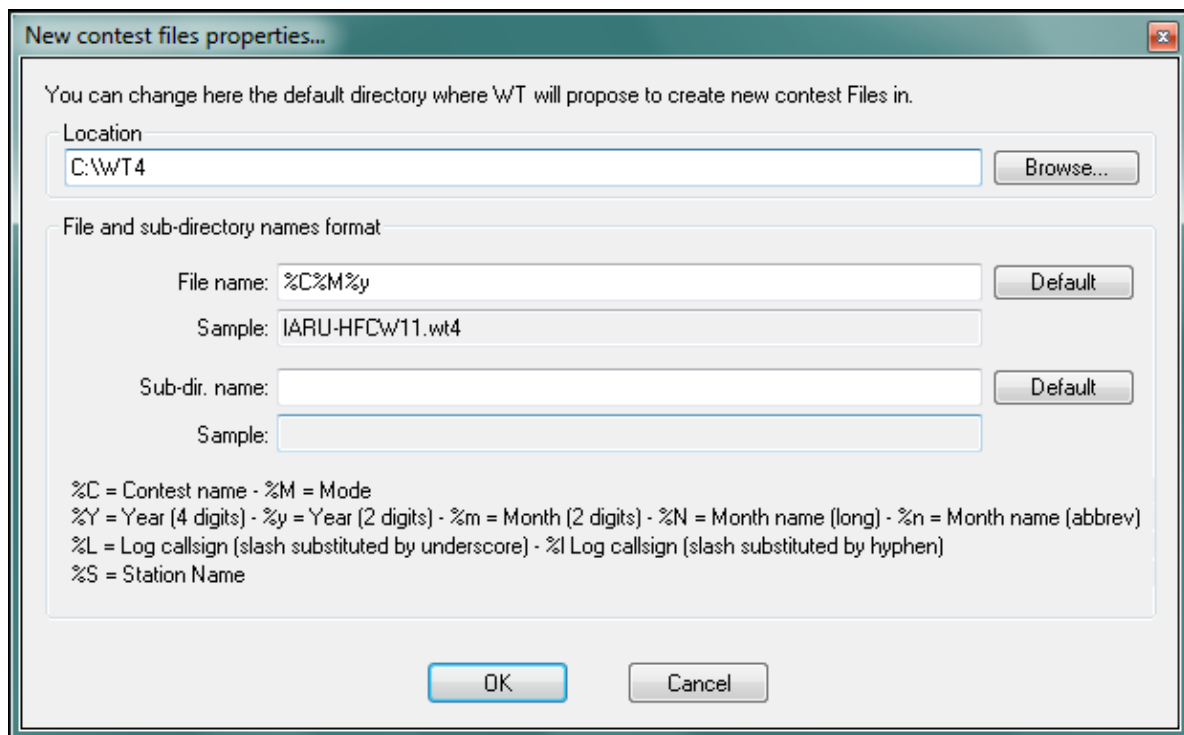 New contest files properties...
You can change here the default directory where WT will propose to create new contest Files in.
Location
C:\WT4
Browse...
File and sub-directory names format
File name: %C%M%y Default
Sample: IARU-HFCW11.wt4
Sub-dir. name: Default
Sample:
%C = Contest name - %M = Mode
%Y = Year (4 digits) - %y = Year (2 digits) - %m = Month (2 digits) - %N = Month name (long) - %n = Month name (abbrev)
%L = Log callsign (slash substituted by underscore) - %l Log callsign (slash substituted by hyphen)
%S = Station Name
OK Cancel